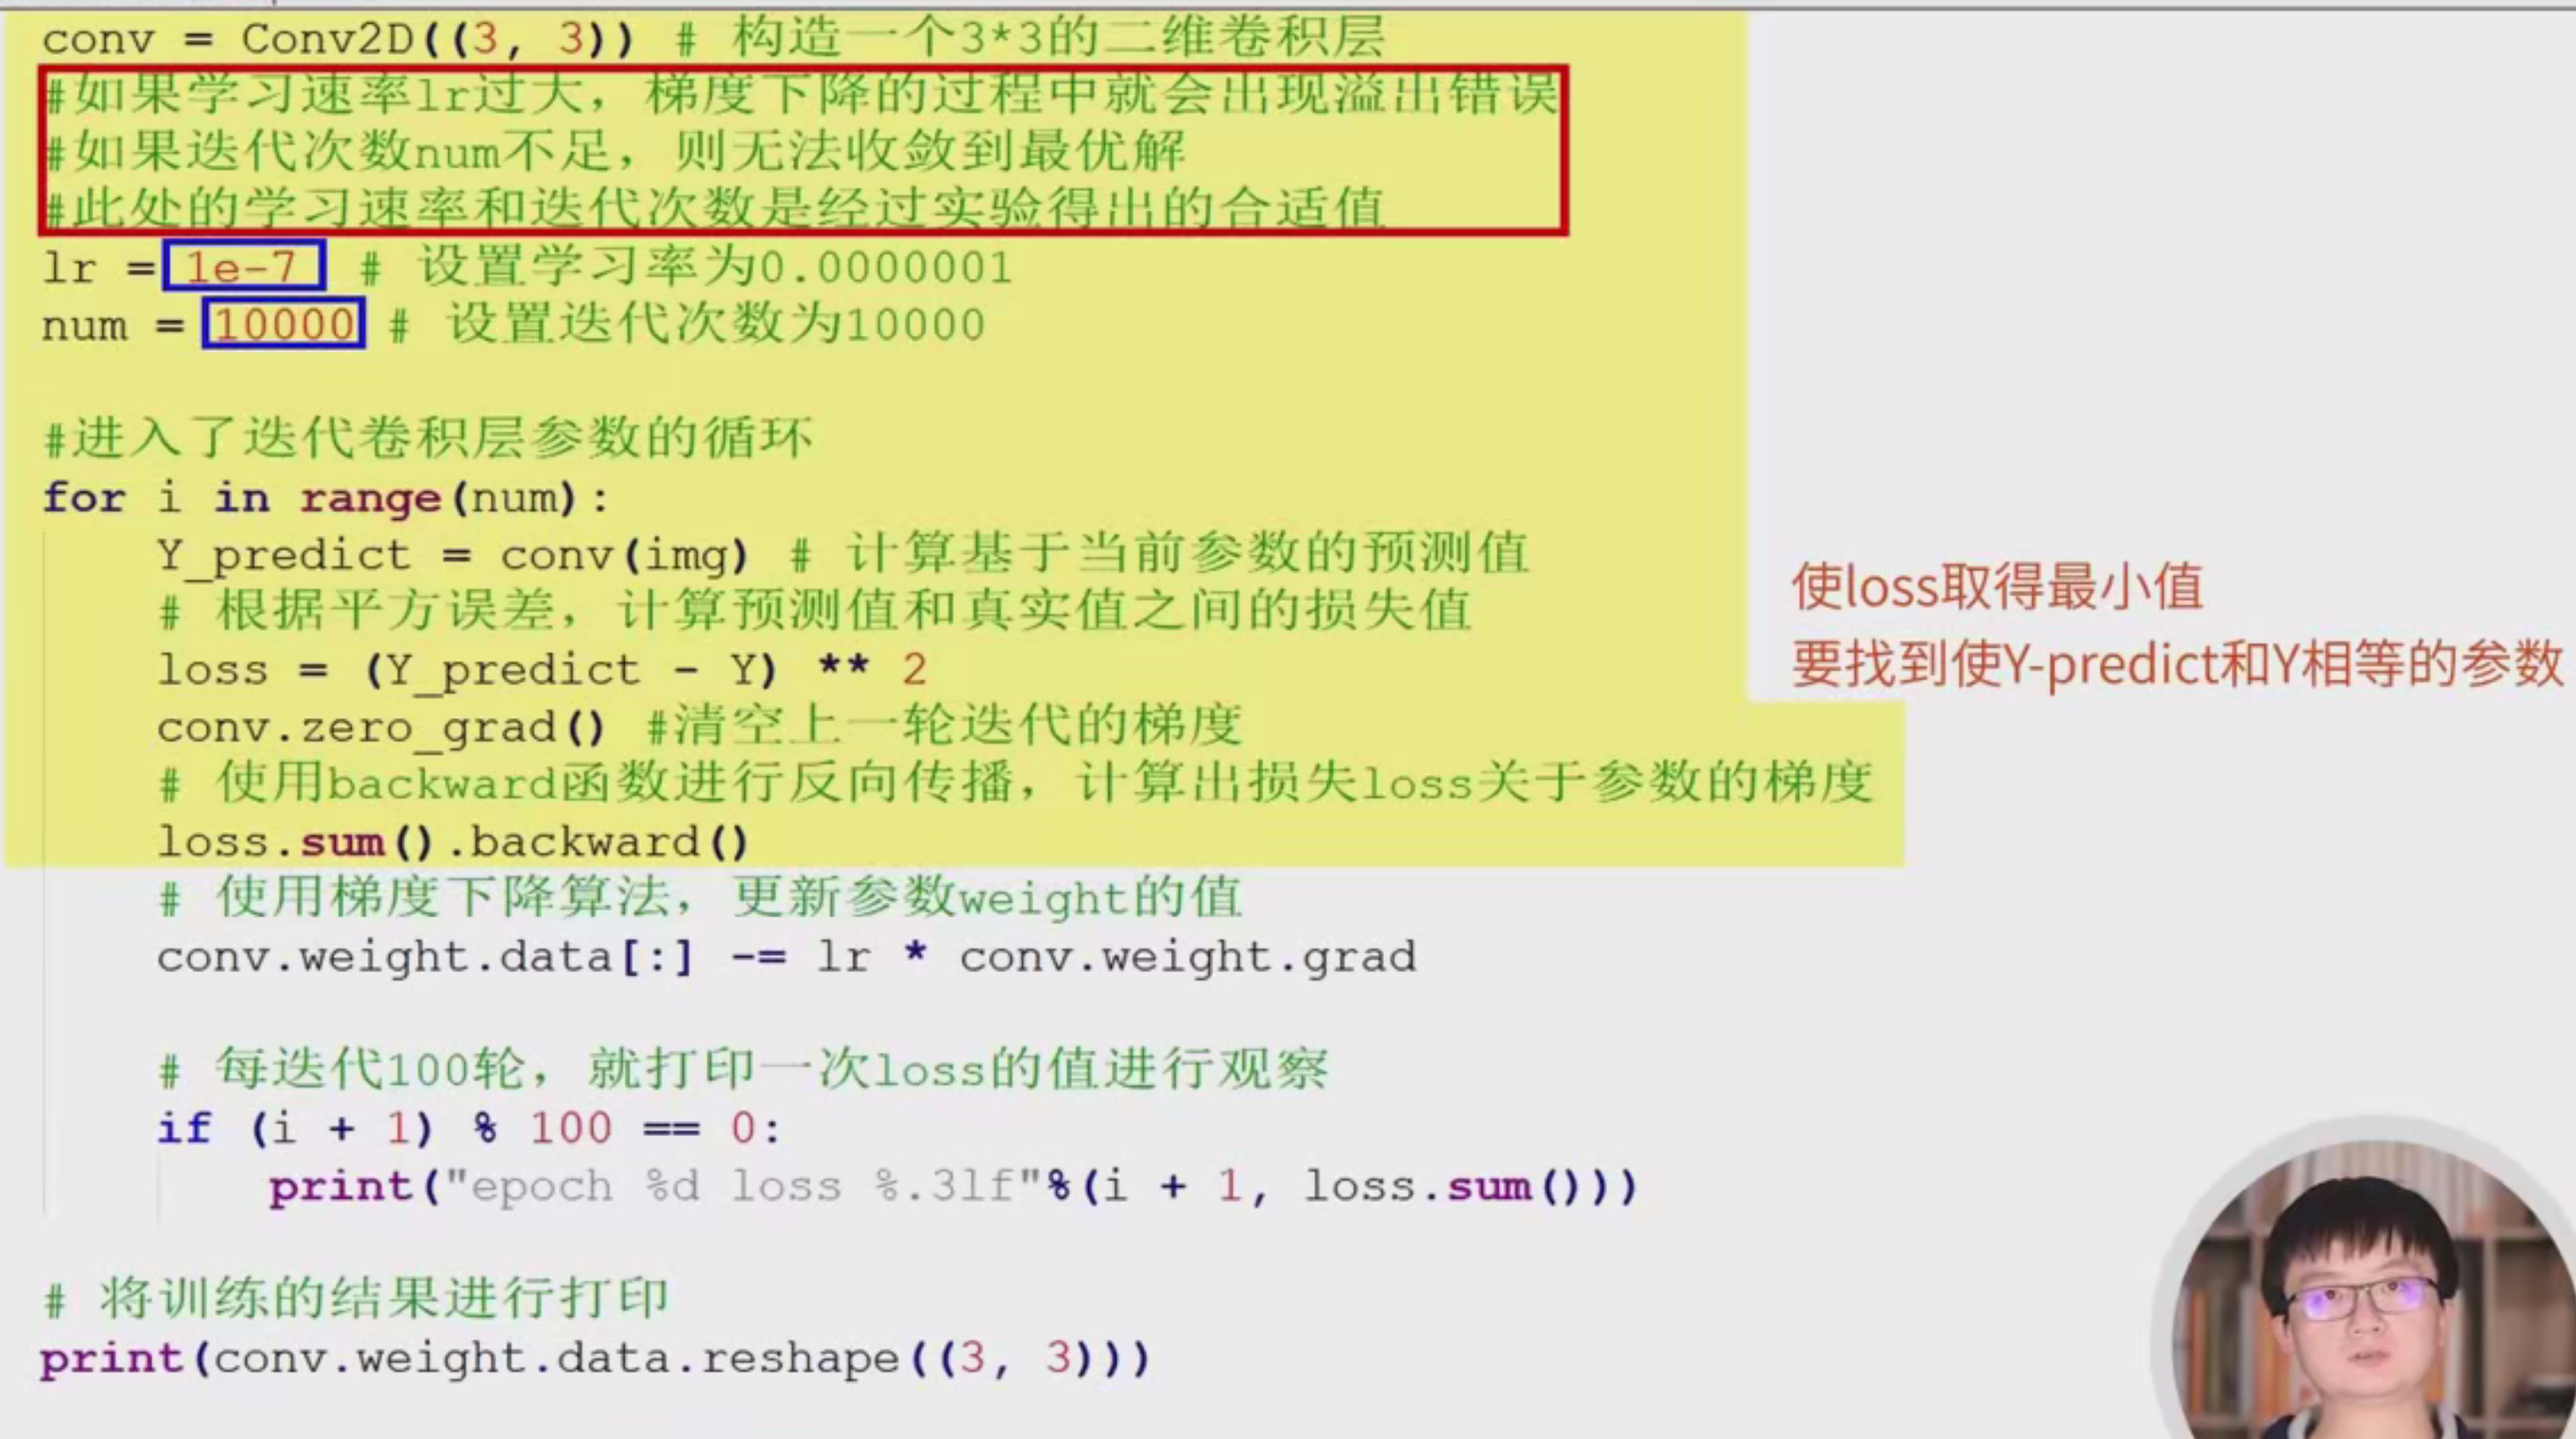 conv = Conv2D((3, 3)) # 构造一个3*3的二维卷积层
#如果学习速率lr过大，梯度下降的过程中就会出现溢出错误
#如果迭代次数num不足，则无法收敛到最优解
#此处的学习速率和迭代次数是经过实验得出的合适值
lr = 1e-7 # 设置学习率为0.0000001
num = 10000 # 设置迭代次数为10000
#进入了迭代卷积层参数的循环
for i in range(num):
Y_predict = conv(img) # 计算基于当前参数的预测值
# 根据平方误差，计算预测值和真实值之间的损失值
loss = (Y_predict - Y) ** 2
conv.zero_grad() #清空上一轮迭代的梯度
# 使用backward函数进行反向传播，计算出损失loss关于参数的梯度
loss.sum().backward()
# 使用梯度下降算法，更新参数weight的值
conv.weight.data[:] -= lr * conv.weight.grad
# 每迭代100轮，就打印一次loss的值进行观察
if (i + 1) % 100 == 0:
print("epoch %d loss %.3lf"%(i + 1, loss.sum()))
# 将训练的结果进行打印
print(conv.weight.data.reshape((3, 3)))
使loss取得最小值
要找到使Y-predict和Y相等的参数